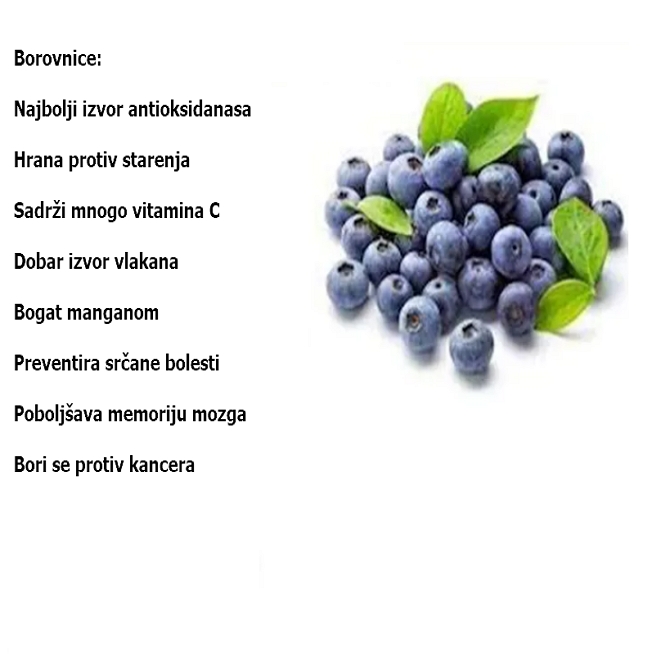 Borovnice:
Najbolji izvor antioksidanasa
Hrana protiv starenja
Sadrži mnogo vitamina C
Dobar izvor vlakana
Bogat manganom
Preventira srčane bolesti
Poboljšava memoriju mozga
Bori se protiv kancera